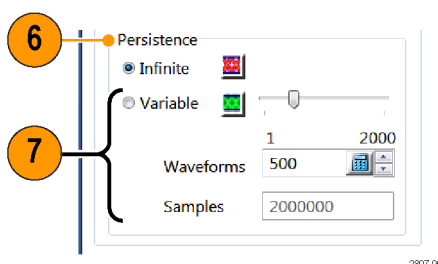 6
Persistence
Infinite
Variable
1 2000
7
Waveforms 500
Samples 2000000